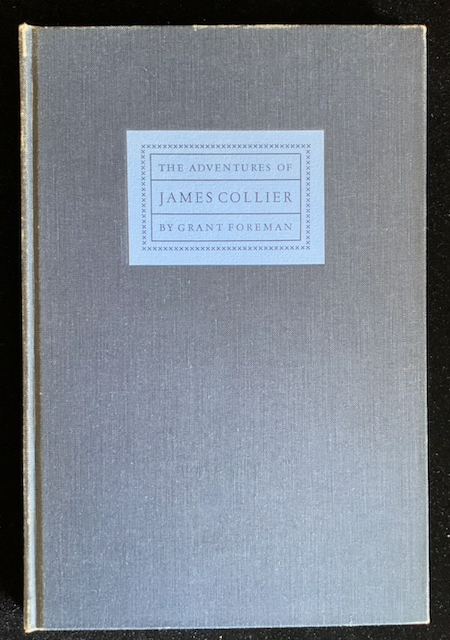 THE ADVENTURES OF
JAMES COLLIER
BY GRANT FOREMAN